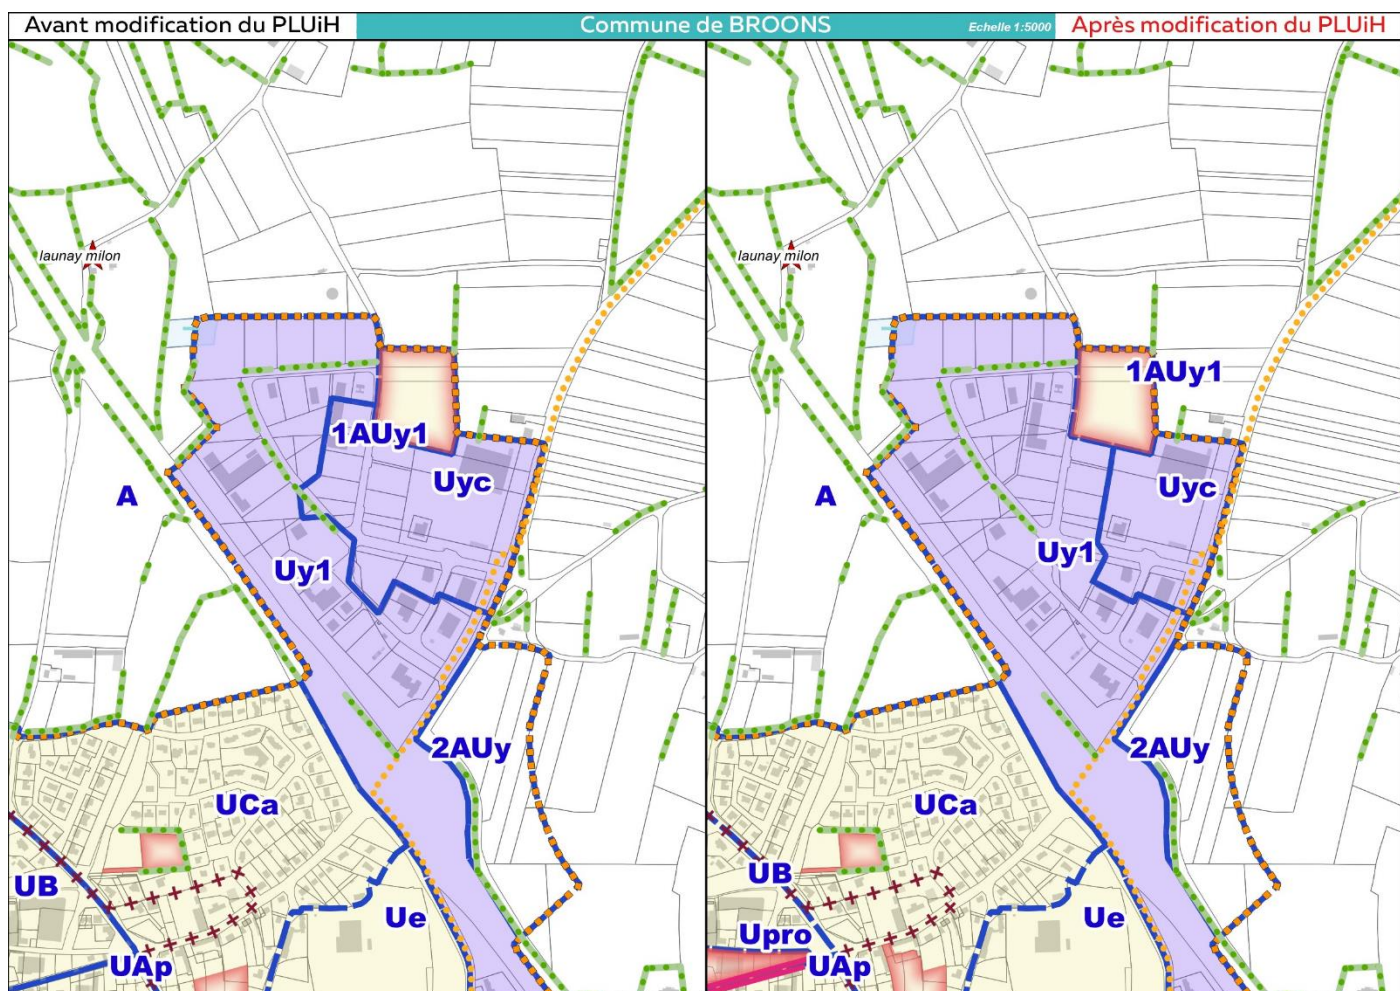 Avant modification du PLUiH
Commune de BROONS
Echelle 1:5000
Après modification du PLUiH
launay milon
1AUy1
Uyc
A
Uy1
2AUy
UCa
UB
Ue
UAp
launay milon
1AUy1
Uyc
A
Uy1
2AUy
UCa
UB
Ue
Upro
UAp